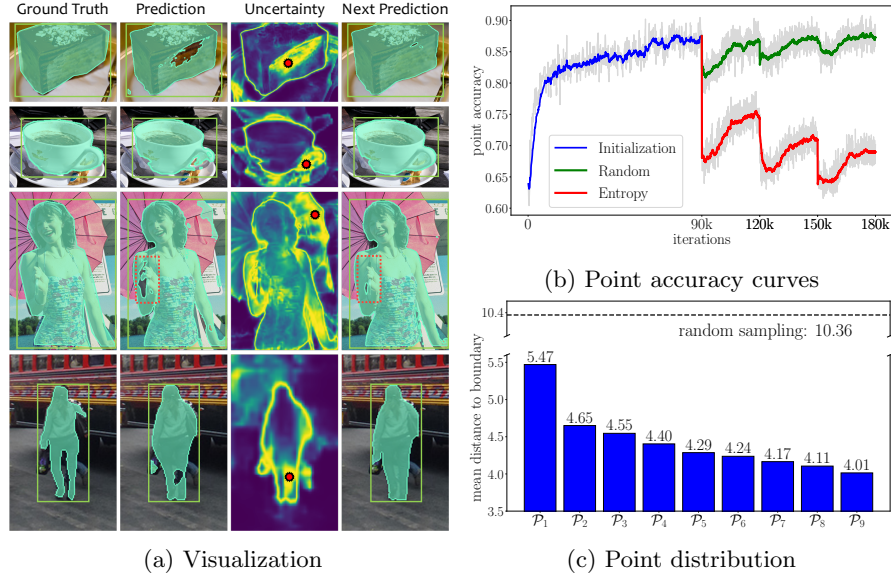 Ground Truth Prediction Uncertainty Next Prediction
(a) Visualization
point accuracy
0.90
0.85
0.80
0.75
0.70
0.65
0.60
Initialization
Random
Entropy
0 90k 120k 150k 180k
iterations
(b) Point accuracy curves
mean distance to boundary
10.4
random sampling: 10.36
5.5
5.0
4.5
4.0
3.5
5.47
4.65
4.55
4.40
4.29
4.24
4.17
4.11
4.01
𝒫₁ 𝒫₂ 𝒫₃ 𝒫₄ 𝒫₅ 𝒫₆ 𝒫₇ 𝒫₈ 𝒫₉
(c) Point distribution